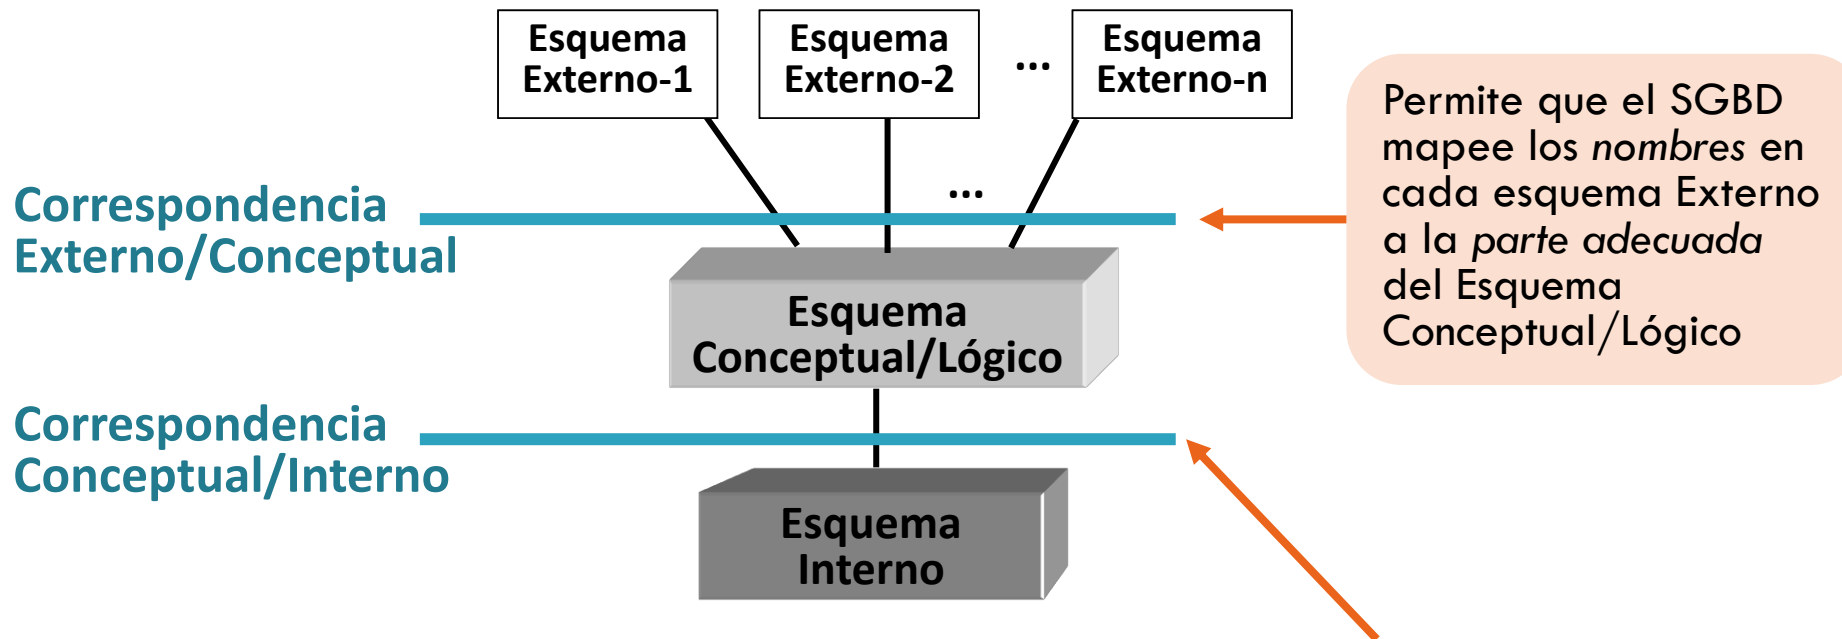 Esquema
Externo-1
Esquema
Externo-2
...
Esquema
Externo-n
Permite que el SGBD
mapee los nombres en
cada esquema Externo
a la parte adecuada
del Esquema
Conceptual/Lógico
...
Correspondencia
Externo/Conceptual
Esquema
Conceptual/Lógico
Correspondencia
Conceptual/Interno
Esquema
Interno